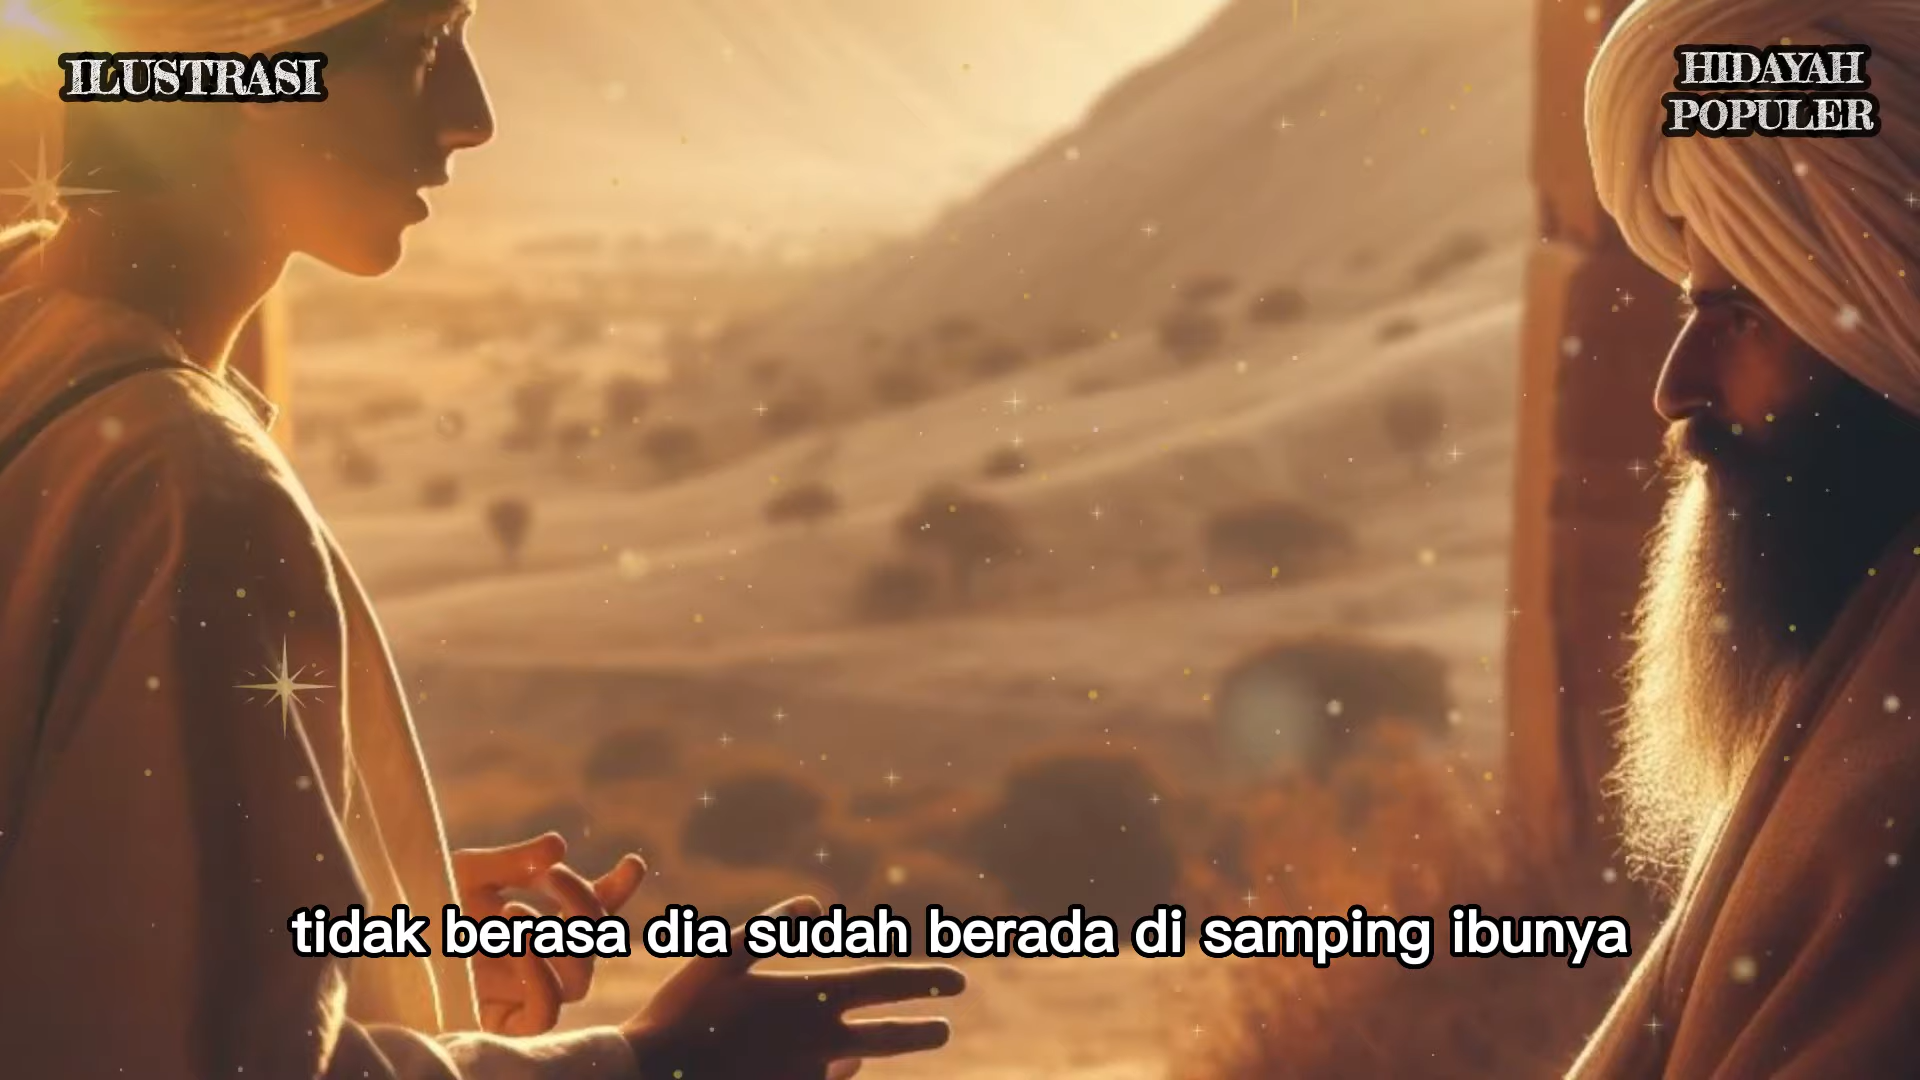 ILUSTRASI
HIDAYAH
POPULER
tidak berasa dia sudah berada di samping ibunya